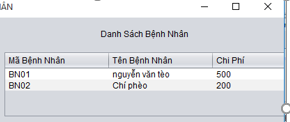 HÂN
Danh Sách Bệnh Nhân
Mã Bệnh Nhân Tên Bệnh Nhân Chi Phí
BN01 nguyễn văn tèo 500
BN02 Chí phèo 200